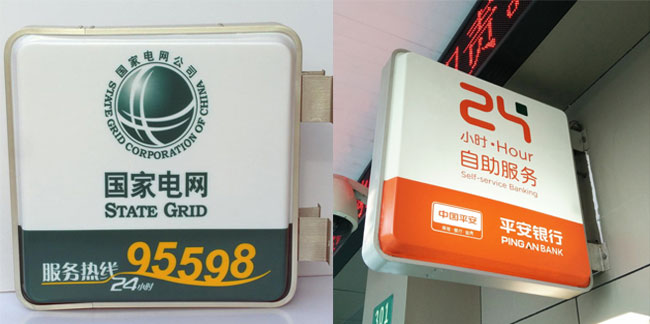 国家电网公司
STATE GRID CORPORATION OF CHINA
国家电网
STATE GRID
服务热线 95598
24小时
责
24
小时·Hour
自助服务
Self-service Banking
中国平安
平安银行
PING AN BANK
301